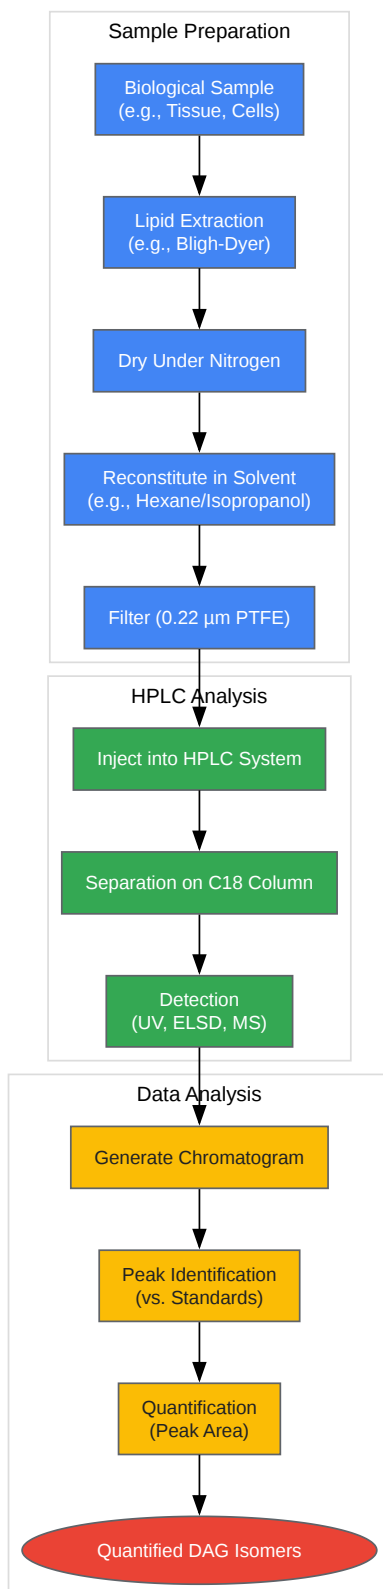 Sample Preparation
Biological Sample
(e.g., Tissue, Cells)
Lipid Extraction
(e.g., Bligh-Dyer)
Dry Under Nitrogen
Reconstitute in Solvent
(e.g., Hexane/Isopropanol)
Filter (0.22 µm PTFE)
HPLC Analysis
Inject into HPLC System
Separation on C18 Column
Detection
(UV, ELSD, MS)
Data Analysis
Generate Chromatogram
Peak Identification
(vs. Standards)
Quantification
(Peak Area)
Quantified DAG Isomers